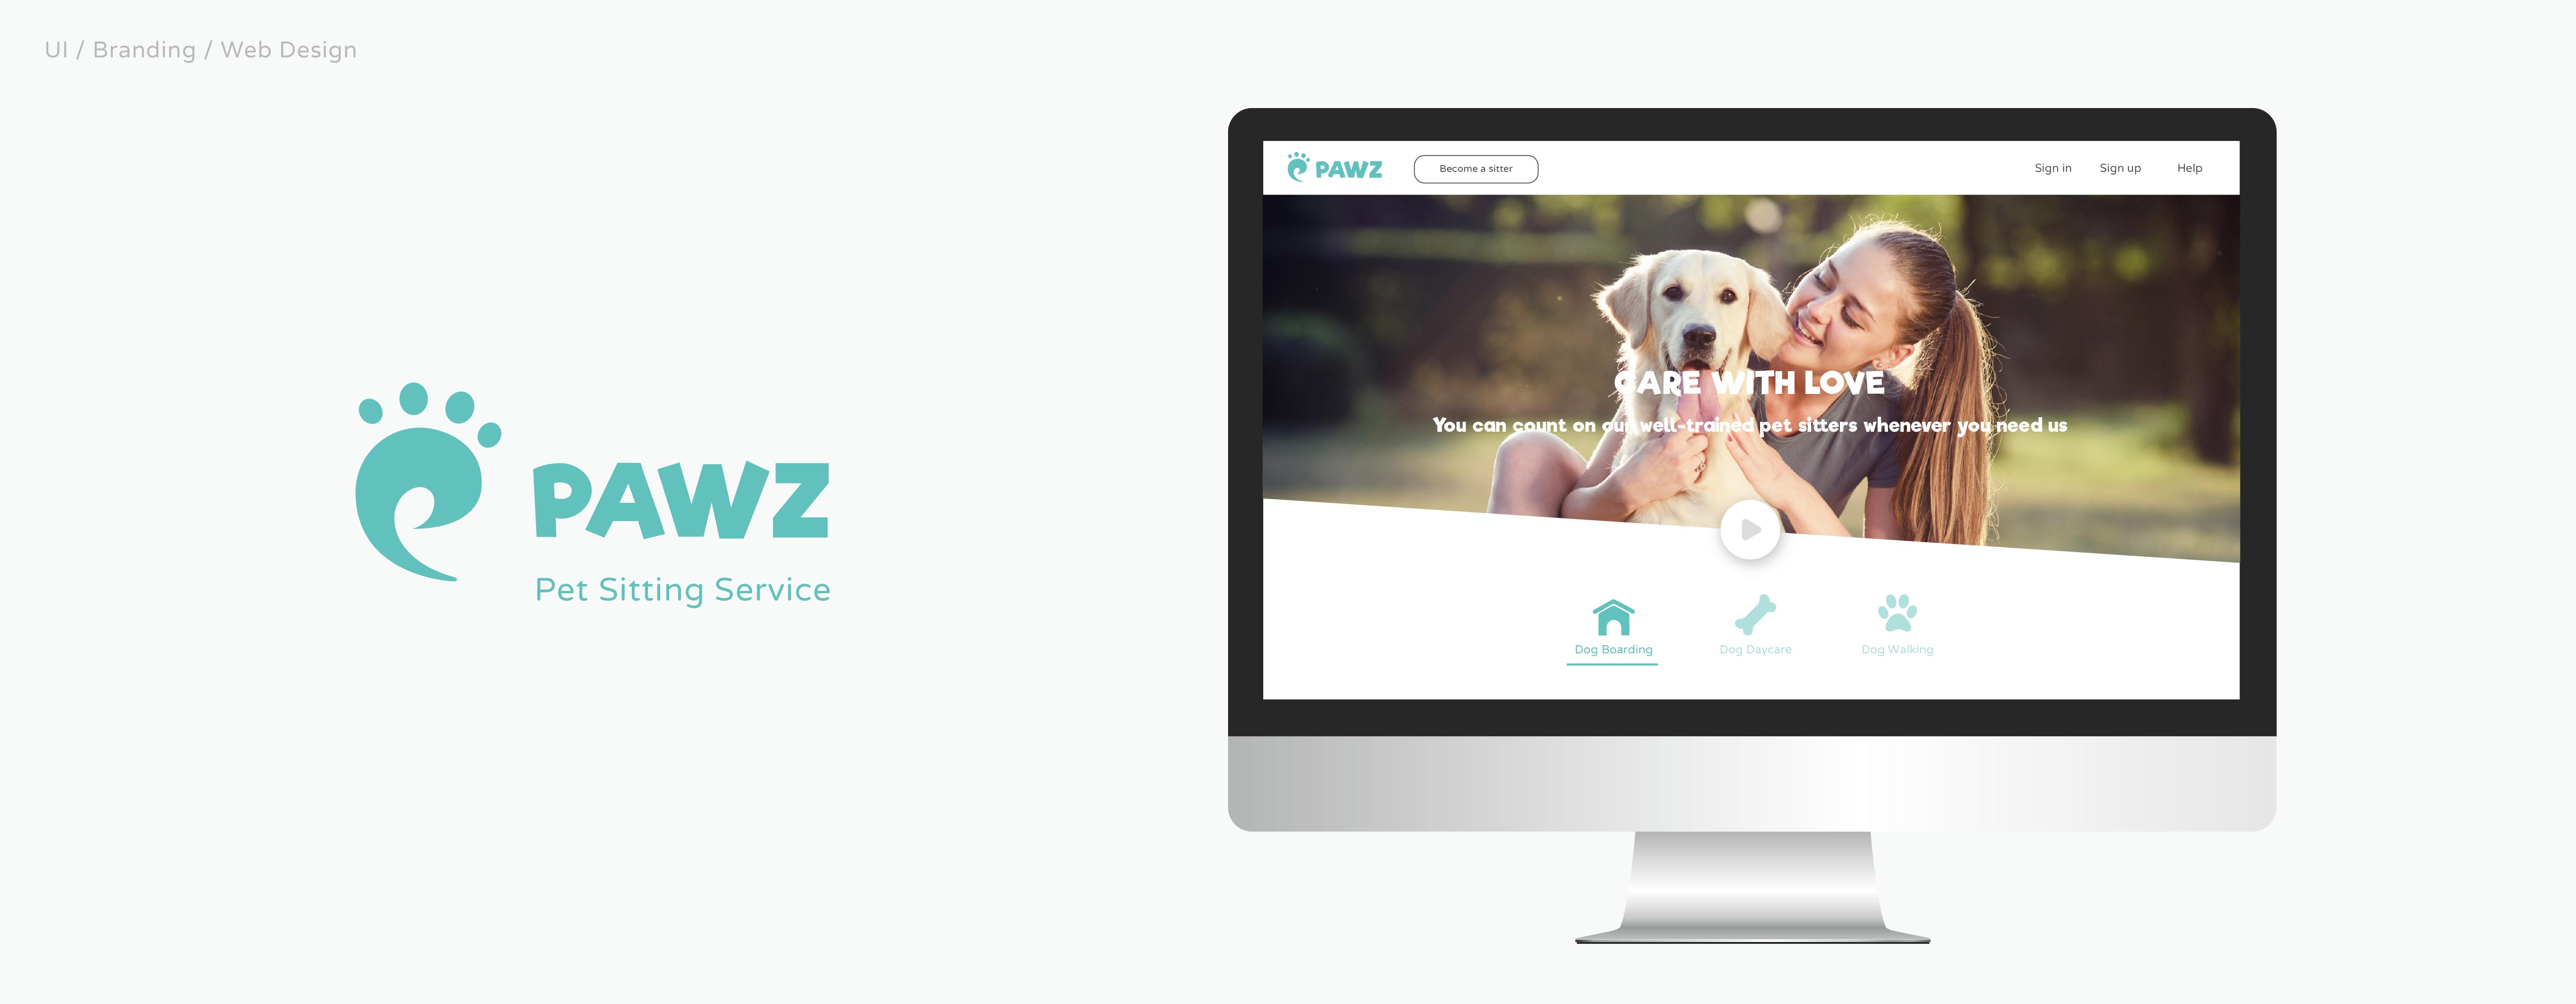 UI / Branding / Web Design
PAWZ
Pet Sitting Service
PAWZ
Become a sitter
Sign in
Sign up
Help
CARE WITH LOVE
You can count on our well-trained pet sitters whenever you need us
Dog Boarding
Dog Daycare
Dog Walking